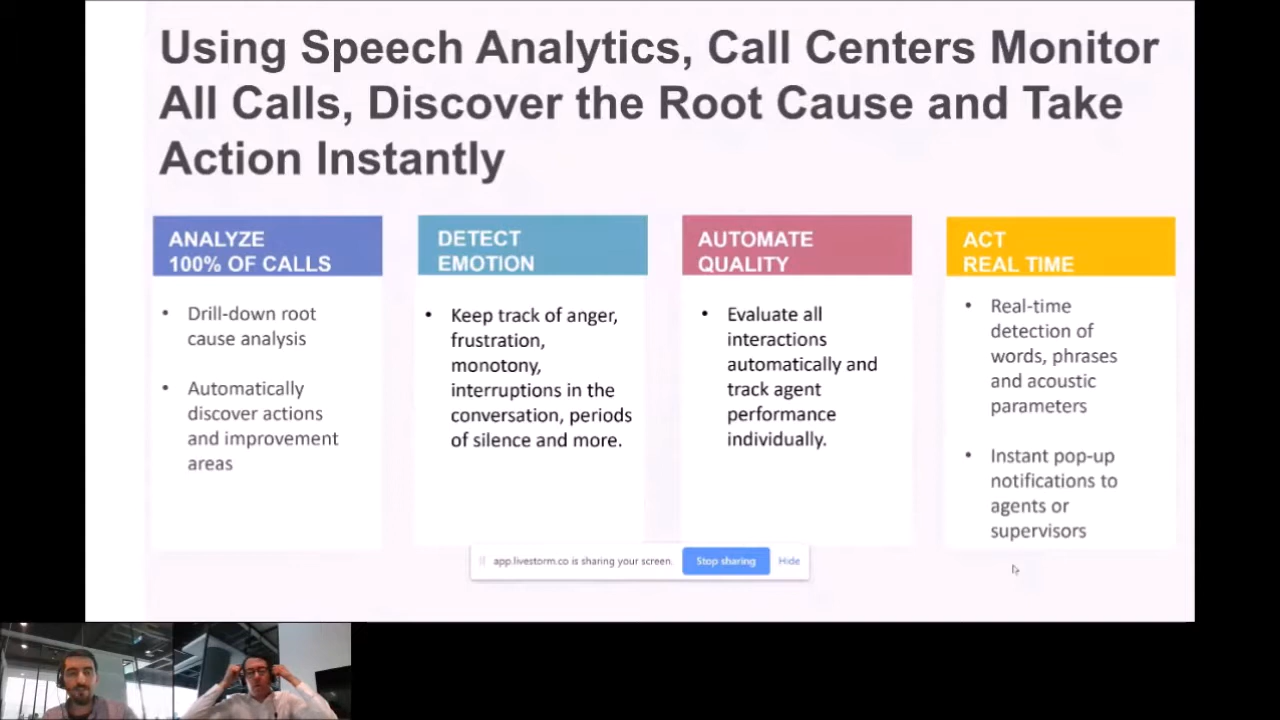 Using Speech Analytics, Call Centers Monitor
All Calls, Discover the Root Cause and Take
Action Instantly
ANALYZE
100% OF CALLS
• Drill-down root
cause analysis
• Automatically
discover actions
and improvement
areas
DETECT
EMOTION
• Keep track of anger,
frustration,
monotony,
interruptions in the
conversation, periods
of silence and more.
AUTOMATE
QUALITY
• Evaluate all
interactions
automatically and
track agent
performance
individually.
ACT
REAL TIME
• Real-time
detection of
words, phrases
and acoustic
parameters
• Instant pop-up
notifications to
agents or
supervisors
app.livestorm.co is sharing your screen. Stop sharing Hide